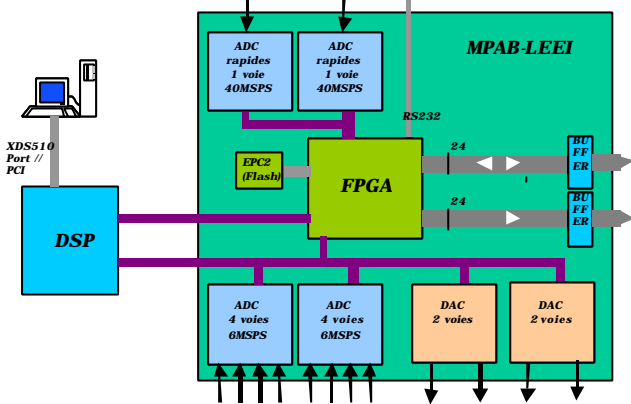 ADC
rapides
1 voie
40MSPS
ADC
rapides
1 voie
40MSPS
MPAB-LEEI
RS232
XDS510
Port //
PCI
EPC2
(Flash)
FPGA
24
BU
FF
ER
24
BU
FF
ER
DSP
ADC
4 voies
6MSPS
ADC
4 voies
6MSPS
DAC
2 voies
DAC
2 voies